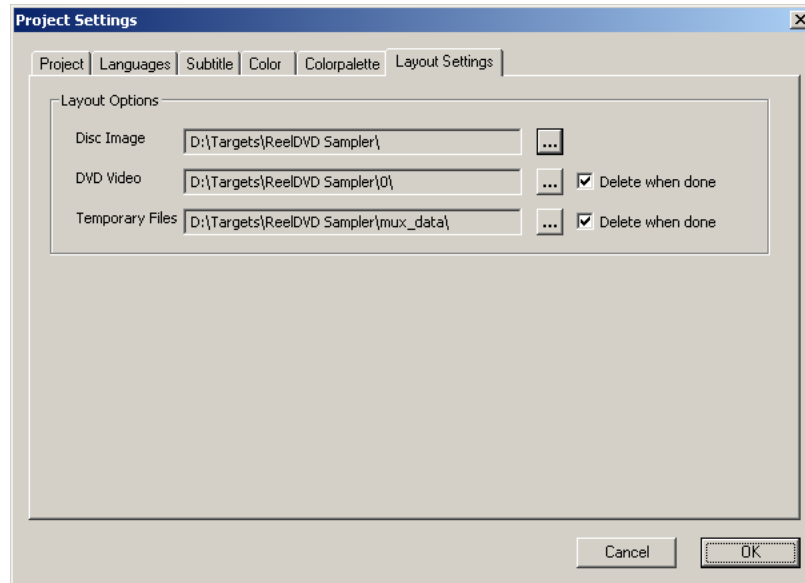 Project Settings
Project Languages Subtitle Color Colorpalette Layout Settings
Layout Options
Disc Image D:\Targets\ReelDVD Sampler\ ...
DVD Video D:\Targets\ReelDVD Sampler\0\ ... Delete when done
Temporary Files D:\Targets\ReelDVD Sampler\mux_data\ ... Delete when done
Cancel OK